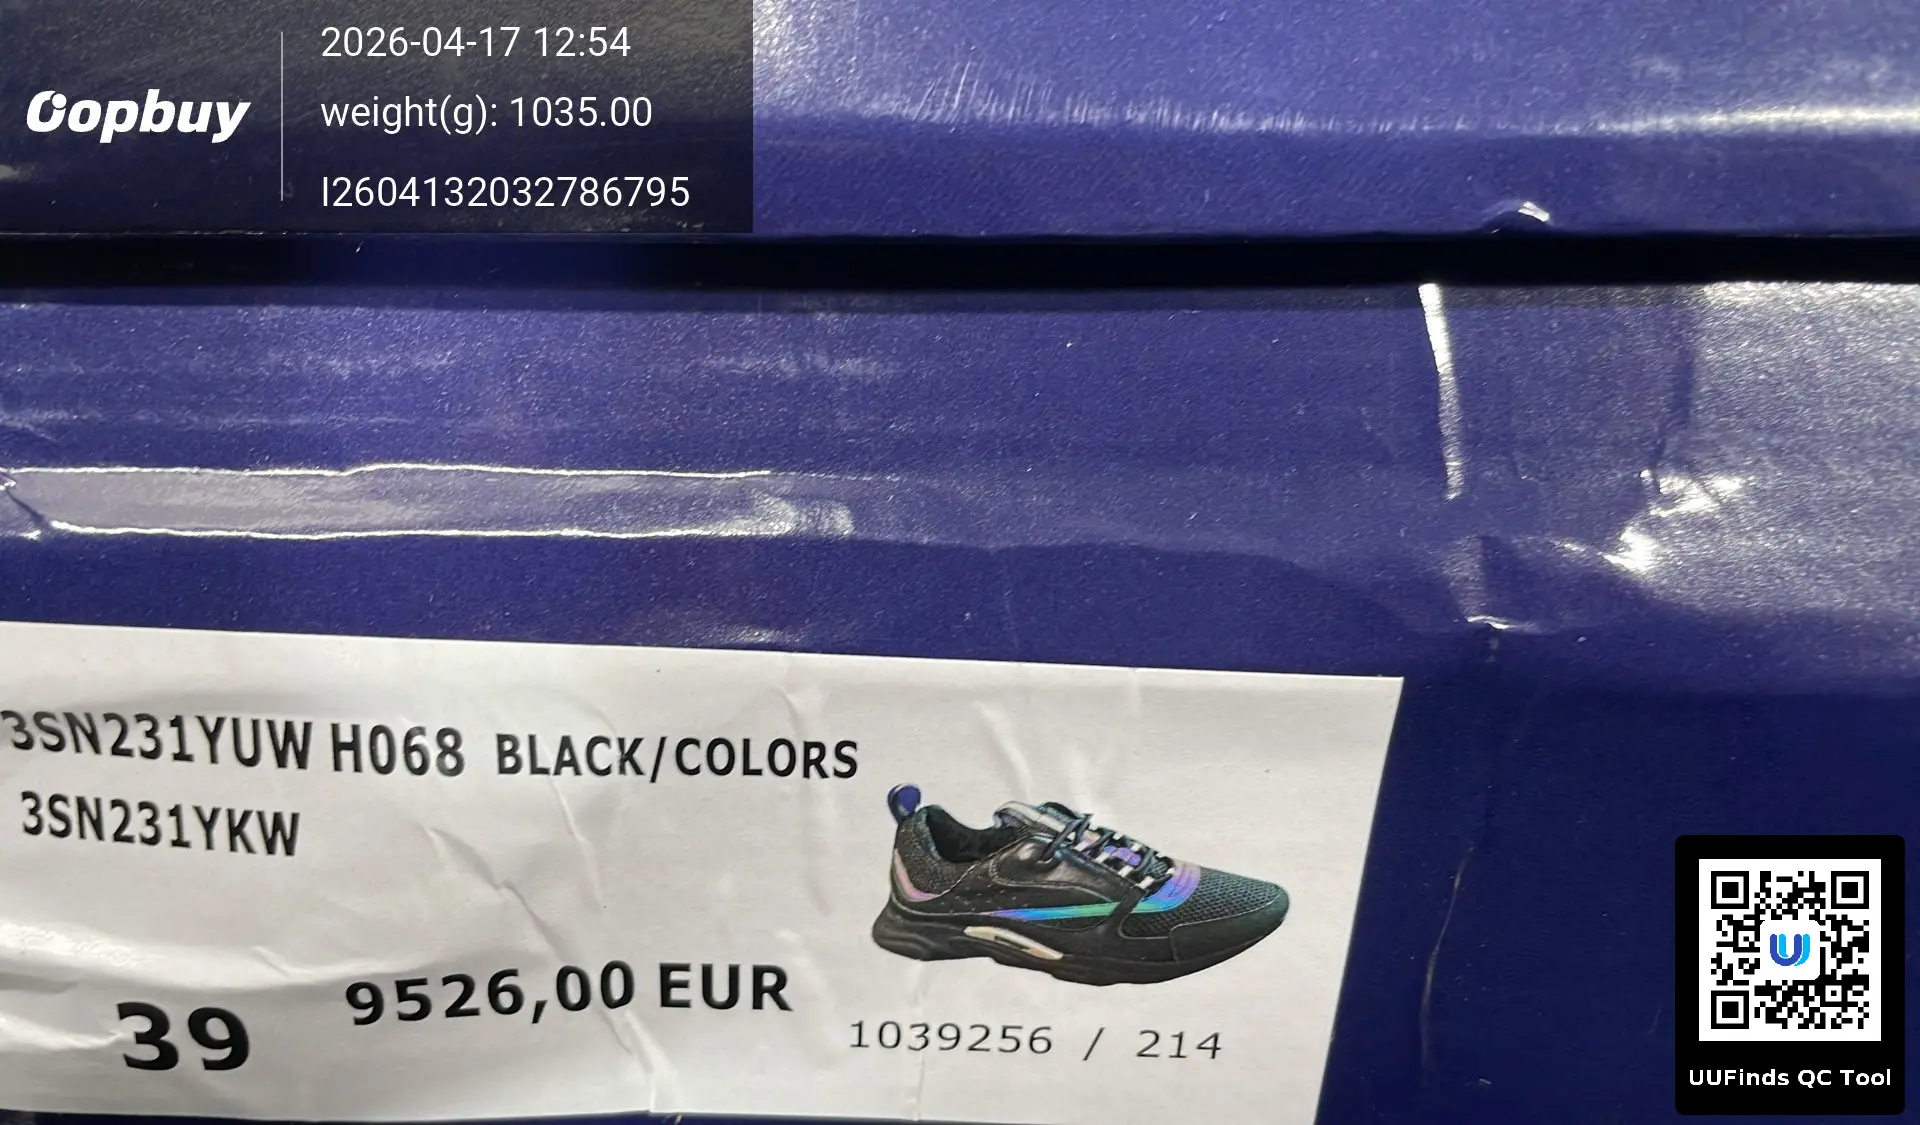 Oopbuy
2026-04-17 12:54
weight(g): 1035.00
I2604132032786795
3SN231YUW H068 BLACK/COLORS
3SN231YKW
39
9526,00 EUR
1039256 / 214
UUFinds QC Tool